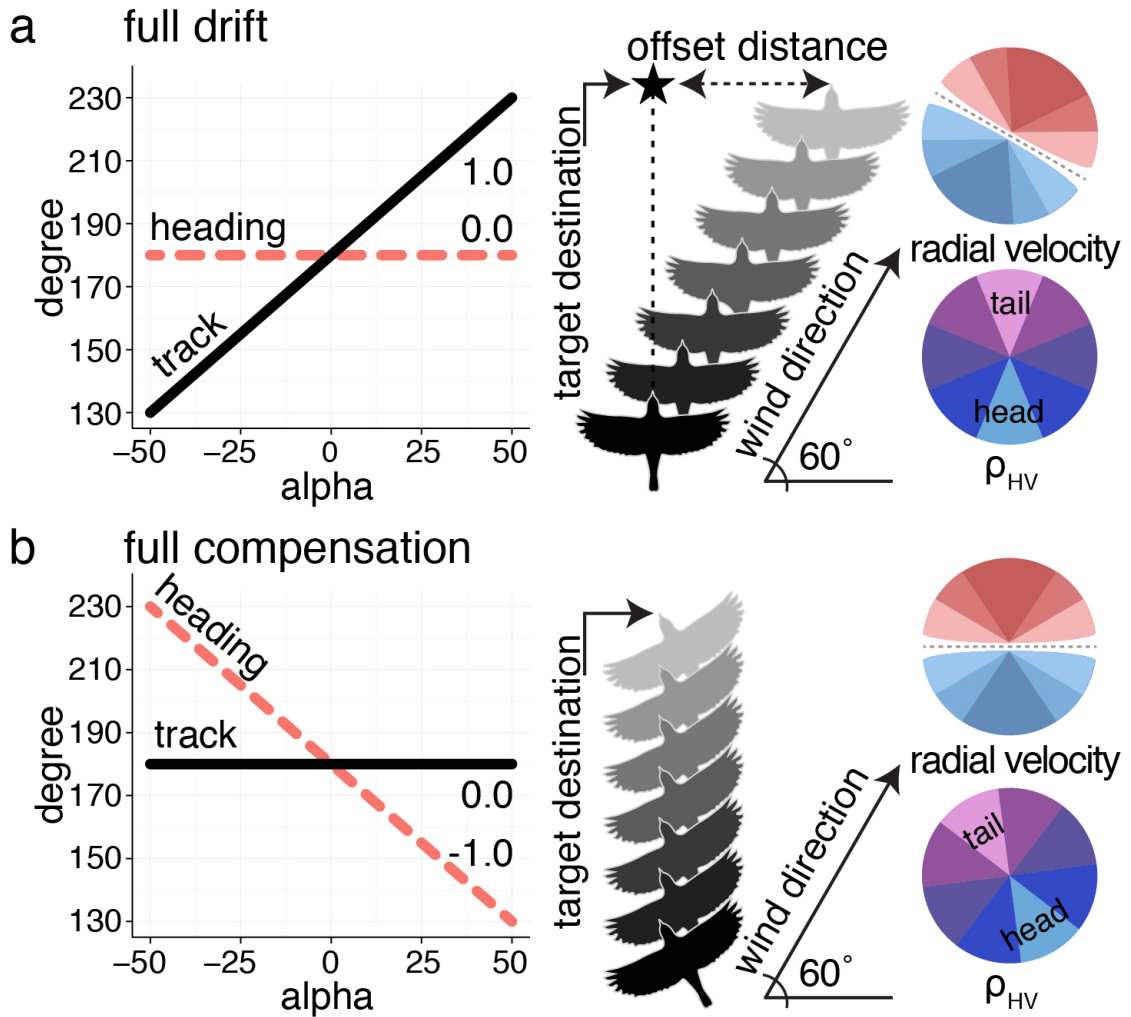 a full drift
230
210
190
170
150
130
degree
heading
track
1.0
0.0
−50
−25
0
25
50
alpha
offset distance
target destination
wind direction
60°
radial velocity
tail
head
ρHV
b full compensation
230
210
190
170
150
130
degree
heading
track
0.0
-1.0
−50
−25
0
25
50
alpha
target destination
wind direction
60°
radial velocity
tail
head
ρHV